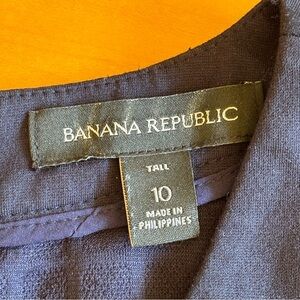 BANANA REPUBLIC
TALL
10
MADE IN
PHILIPPINES